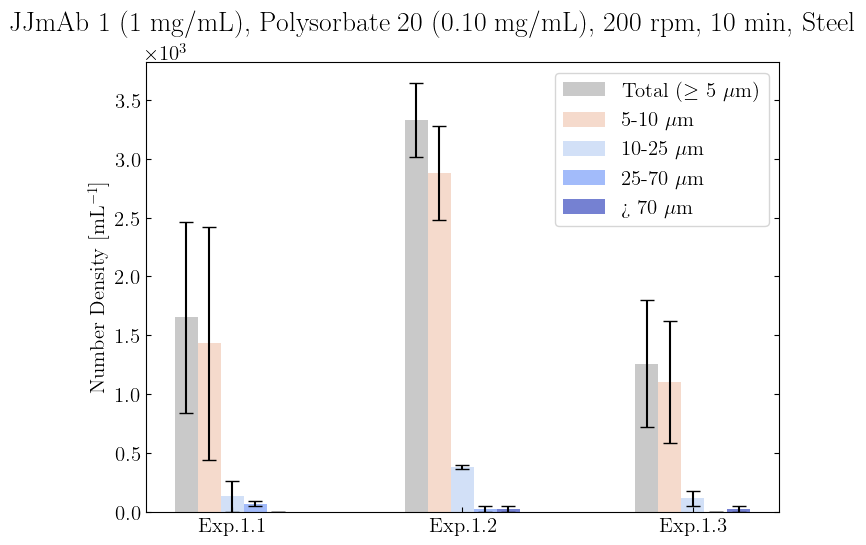 JJmAb 1 (1 mg/mL), Polysorbate 20 (0.10 mg/mL), 200 rpm, 10 min, Steel
×10³
Number Density [mL⁻¹]
3.5
3.0
2.5
2.0
1.5
1.0
0.5
0.0
Total (≥ 5 μm)
5-10 μm
10-25 μm
25-70 μm
¿ 70 μm
Exp.1.1
Exp.1.2
Exp.1.3